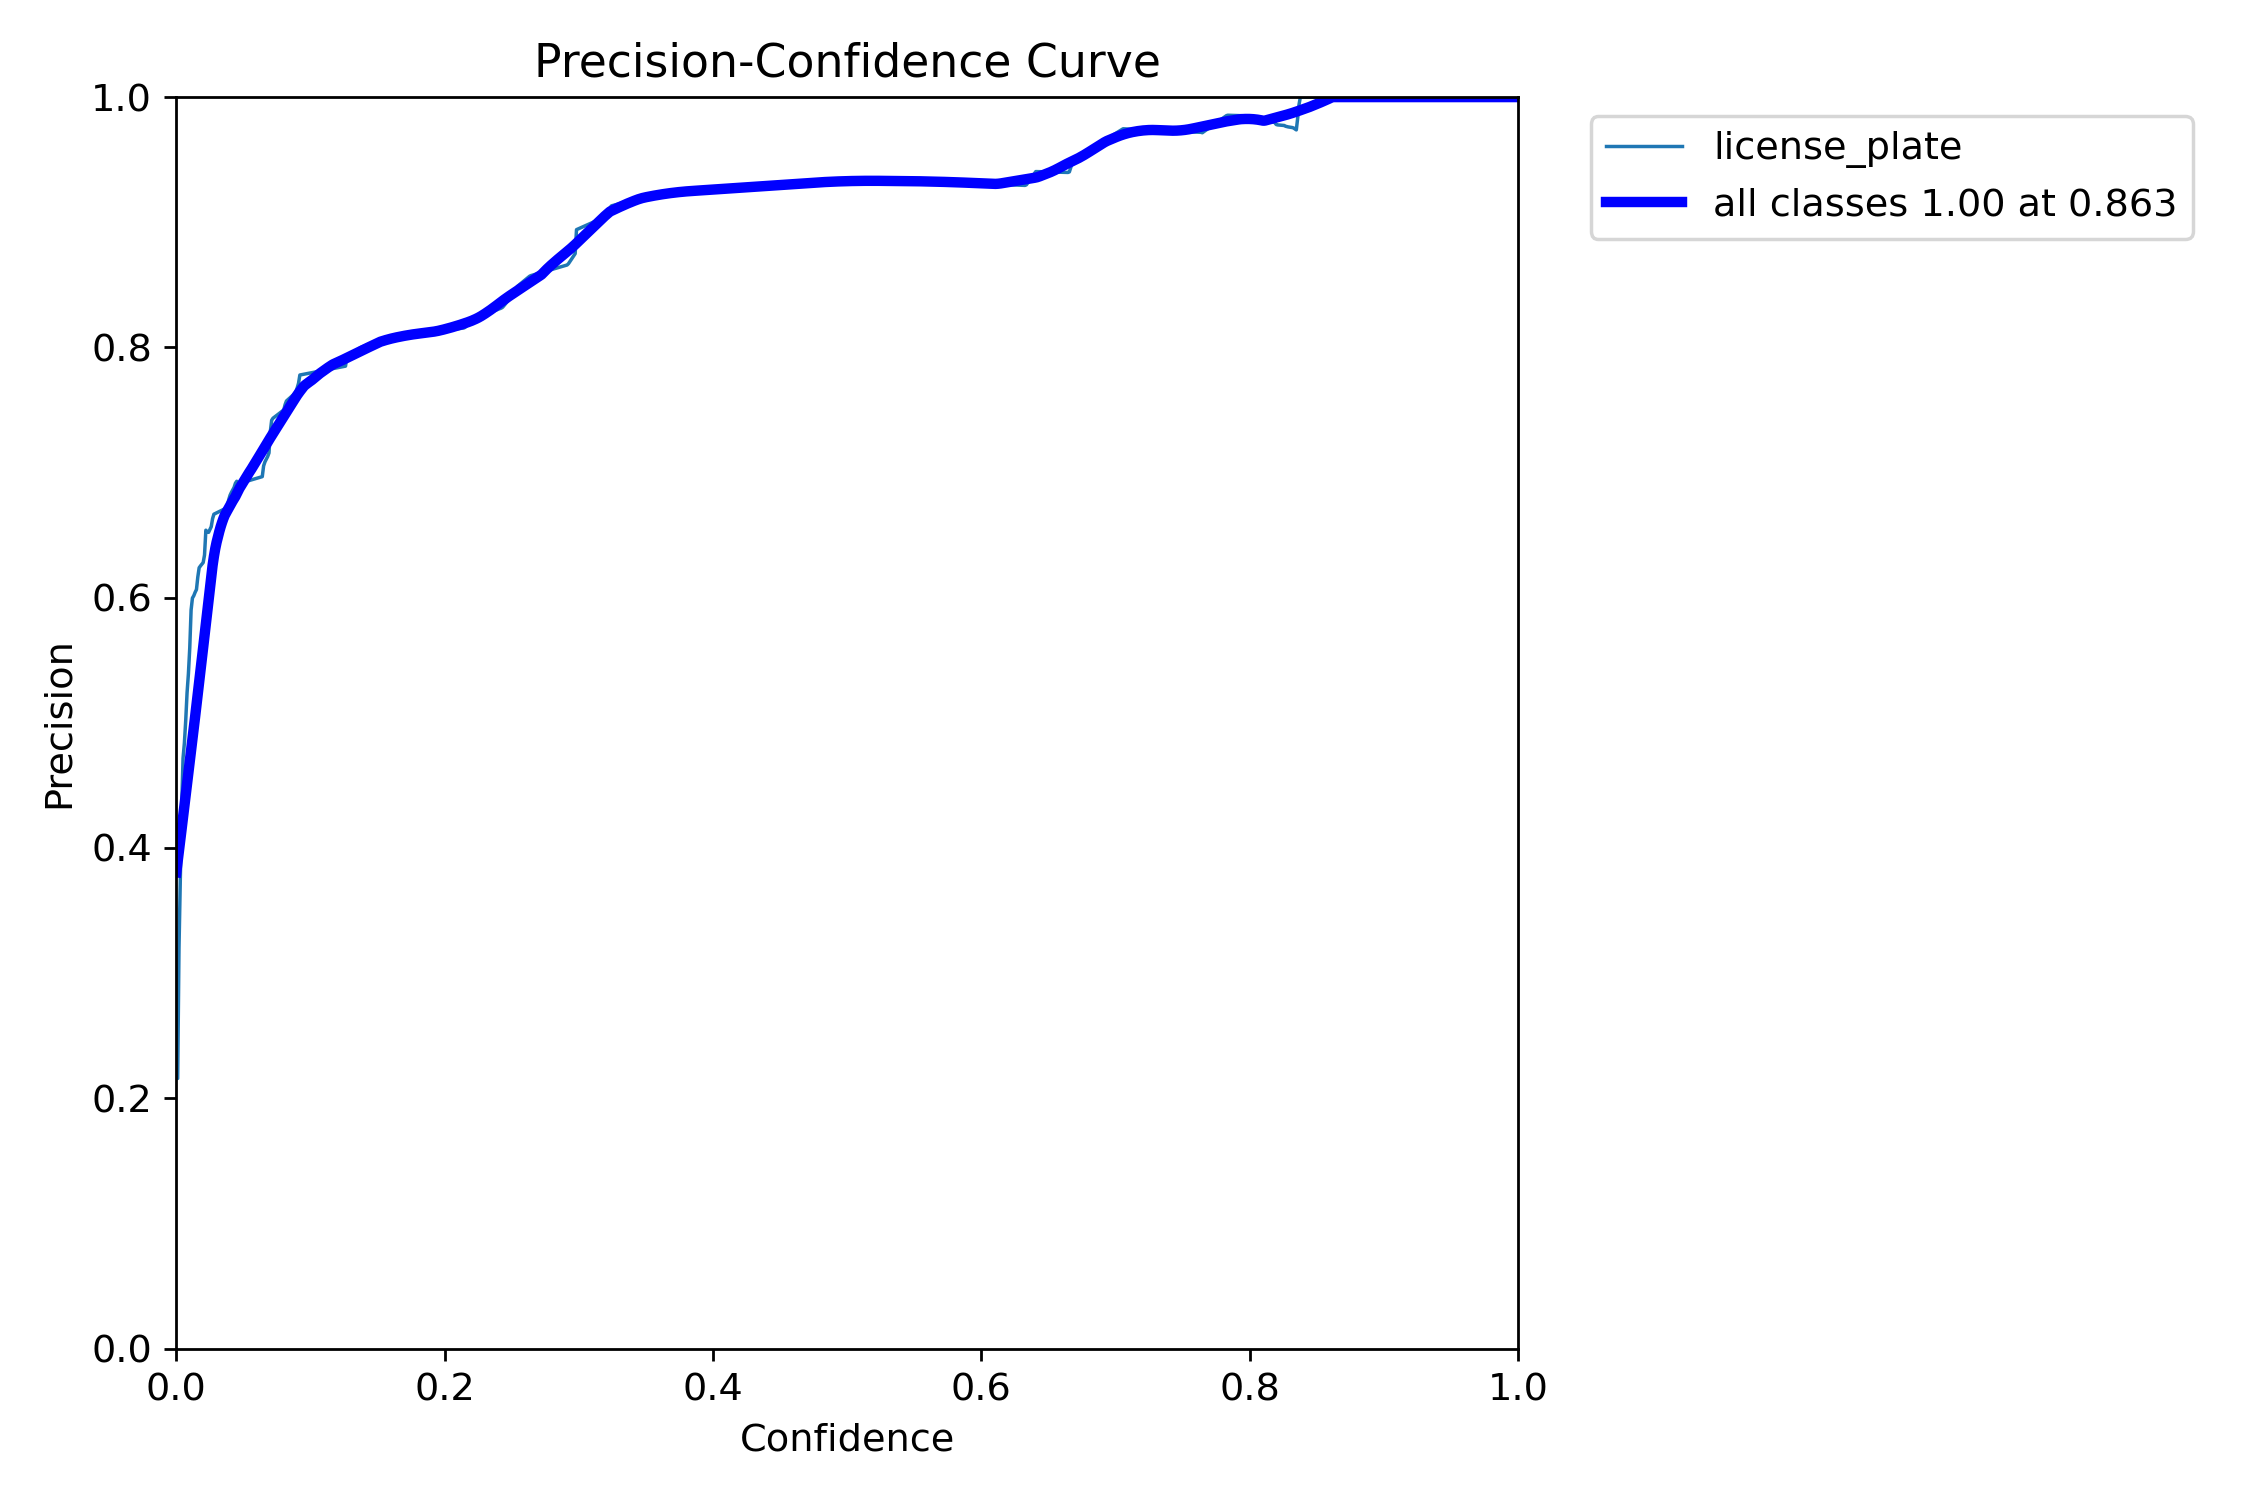 Precision-Confidence Curve
1.0
0.8
0.6
0.4
0.2
0.0
Precision
0.0 0.2 0.4 0.6 0.8 1.0
Confidence
license_plate
all classes 1.00 at 0.863